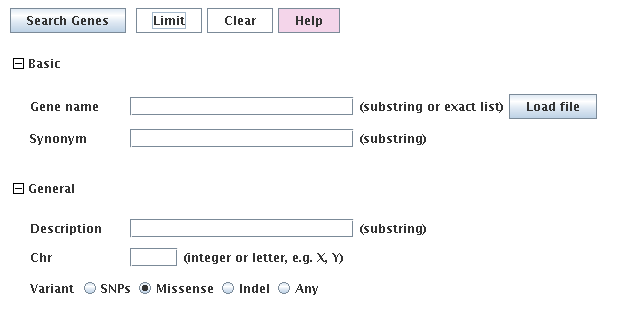 Search Genes Limit Clear Help
Basic
Gene name (substring or exact list) Load file
Synonym (substring)
General
Description (substring)
Chr (integer or letter, e.g. X, Y)
Variant SNPs Missense Indel Any